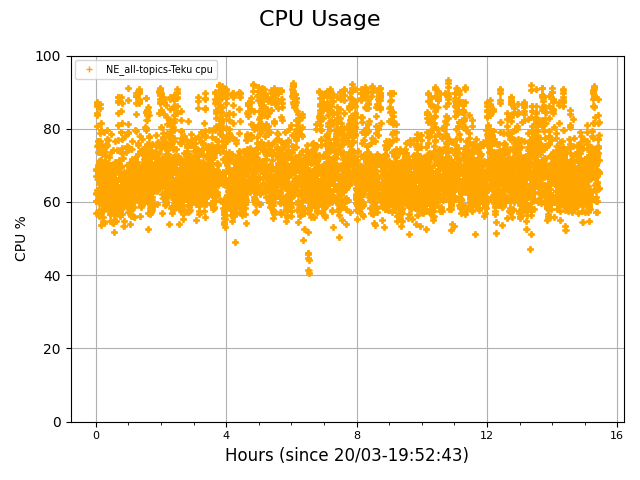 CPU Usage
NE_all-topics-Teku cpu
CPU %
100
80
60
40
20
0
0 4 8 12 16
Hours (since 20/03-19:52:43)